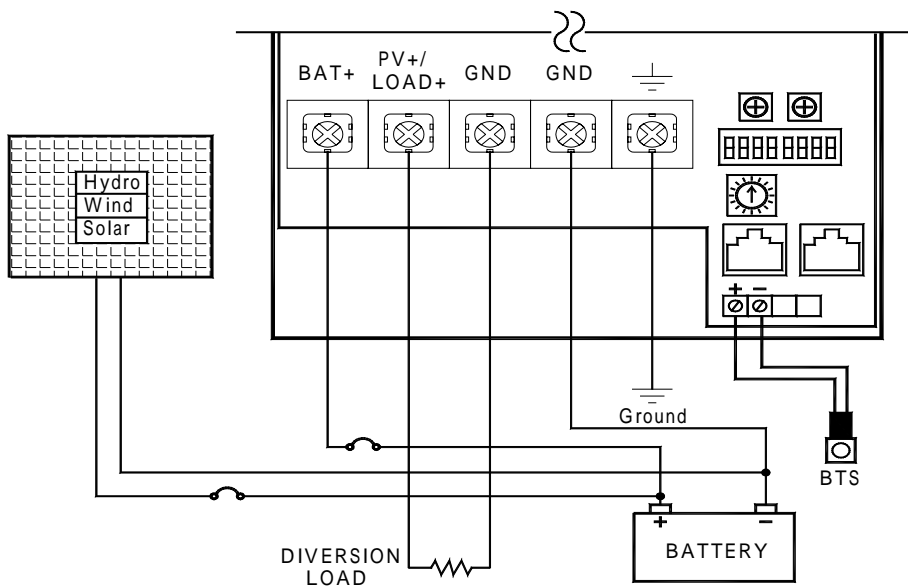 BAT+
PV+/
LOAD+
GND
GND
Hydro
Wind
Solar
+ −
Ground
BTS
+ −
BATTERY
DIVERSION
LOAD